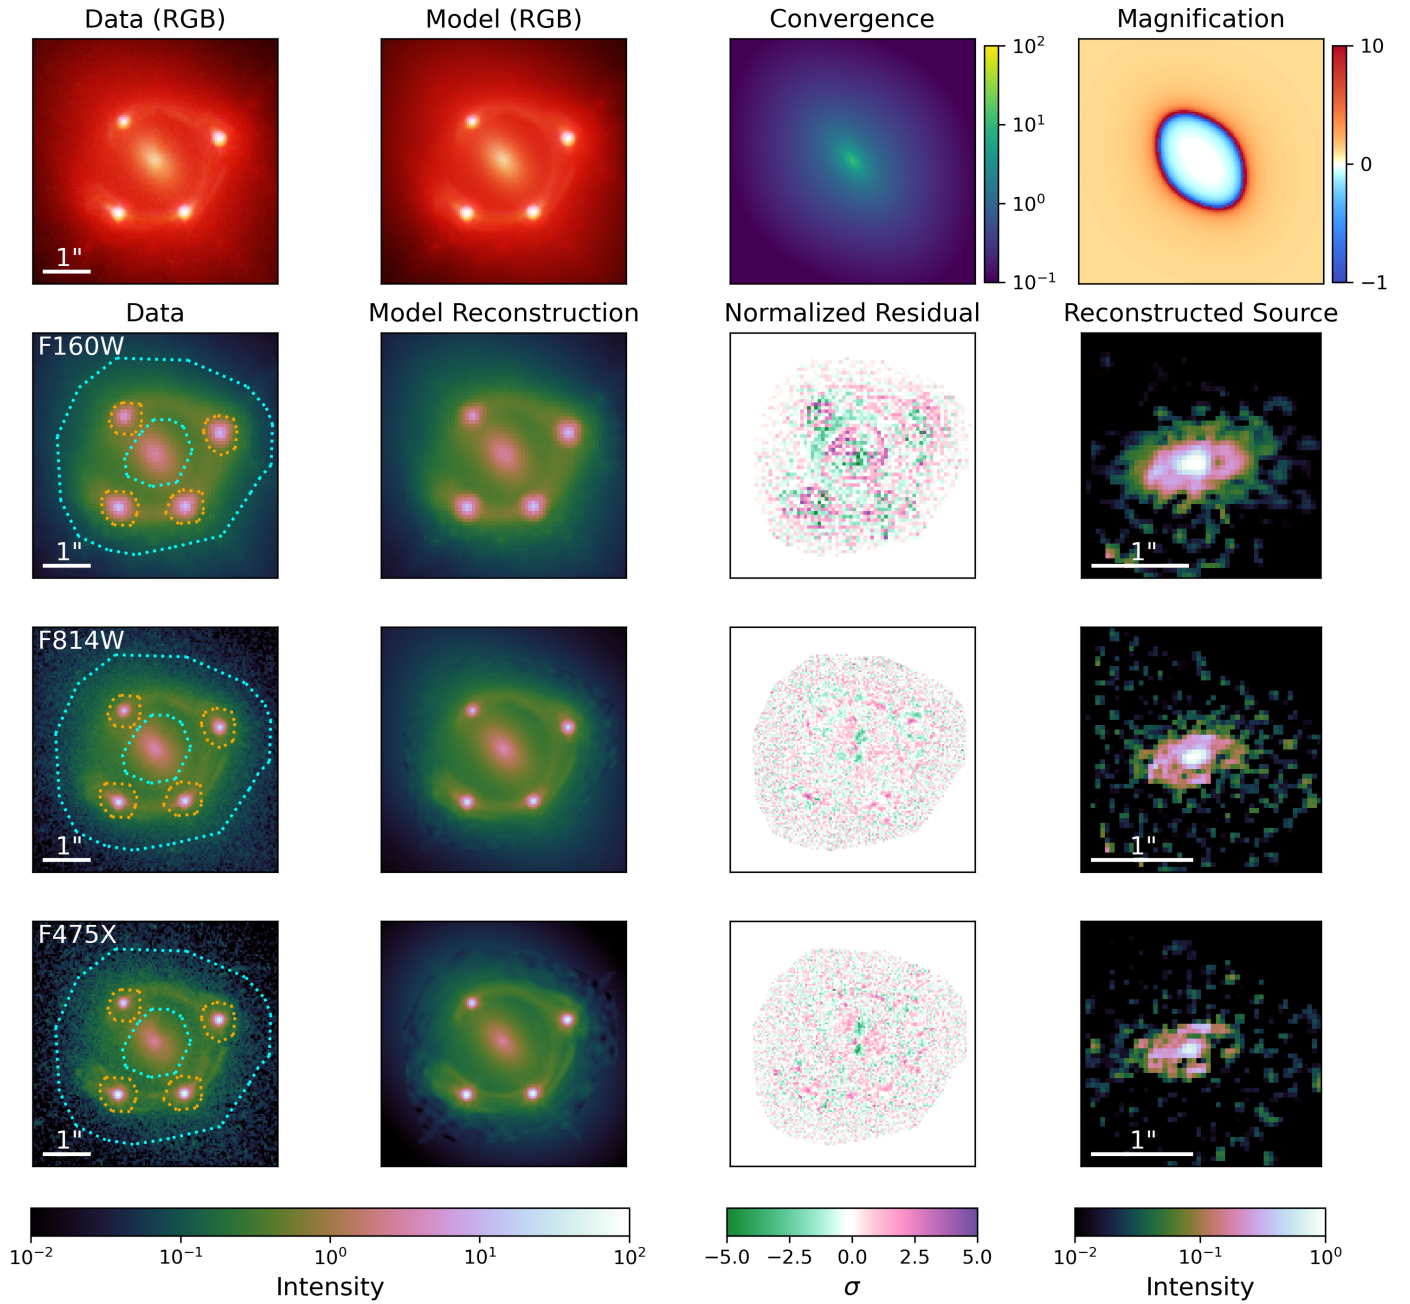 Data (RGB) Model (RGB) Convergence Magnification
10² 10
10¹
0
10⁰
1" 10⁻¹ −1
Data Model Reconstruction Normalized Residual Reconstructed Source
F160W
1" 1"
F814W
1" 1"
F475X
1" 1"
10⁻² 10⁻¹ 10⁰ 10¹ 10² −5.0 −2.5 0.0 2.5 5.0 10⁻² 10⁻¹ 10⁰
Intensity σ Intensity